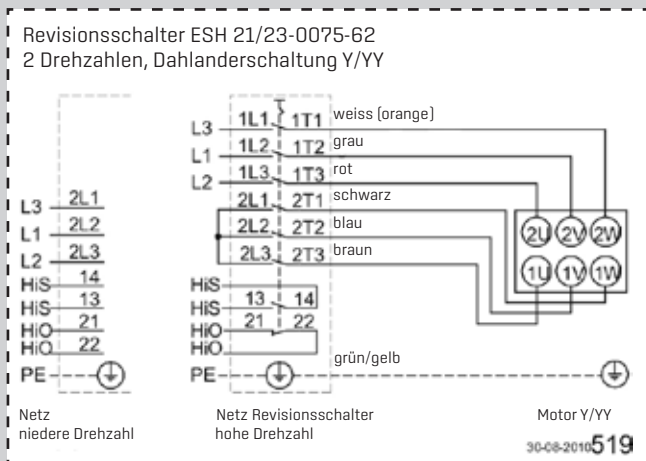 Revisionsschalter ESH 21/23-0075-62
2 Drehzahlen, Dahlanderschaltung Y/YY
L3 1L1 1T1 weiss (orange)
L1 1L2 1T2 grau
L2 1L3 1T3 rot
2L1 2T1 schwarz
2L2 2T2 blau
2L3 2T3 braun
L3 2L1
L1 2L2
L2 2L3
HiS 14
HiS 13
HiO 21
HiO 22
PE
HiS
HiS 13 14
HiO 21 22
HiO
PE
grün/gelb
2U 2V 2W
1U 1V 1W
Netz
niedere Drehzahl
Netz Revisionsschalter
hohe Drehzahl
Motor Y/YY
30-08-2010 519